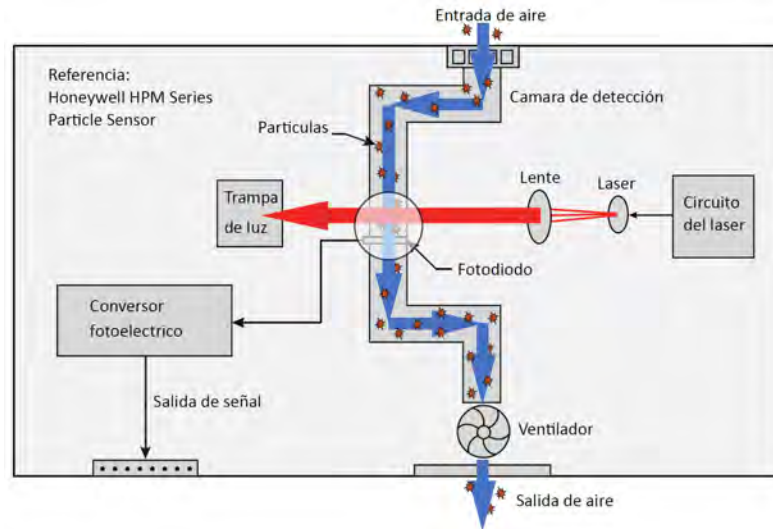 Entrada de aire
Referencia:
Honeywell HPM Series
Particle Sensor
Camara de detección
Partículas
Lente
Laser
Trampa
de luz
Circuito
del laser
Fotodiodo
Conversor
fotoelectrico
Salida de señal
Ventilador
Salida de aire